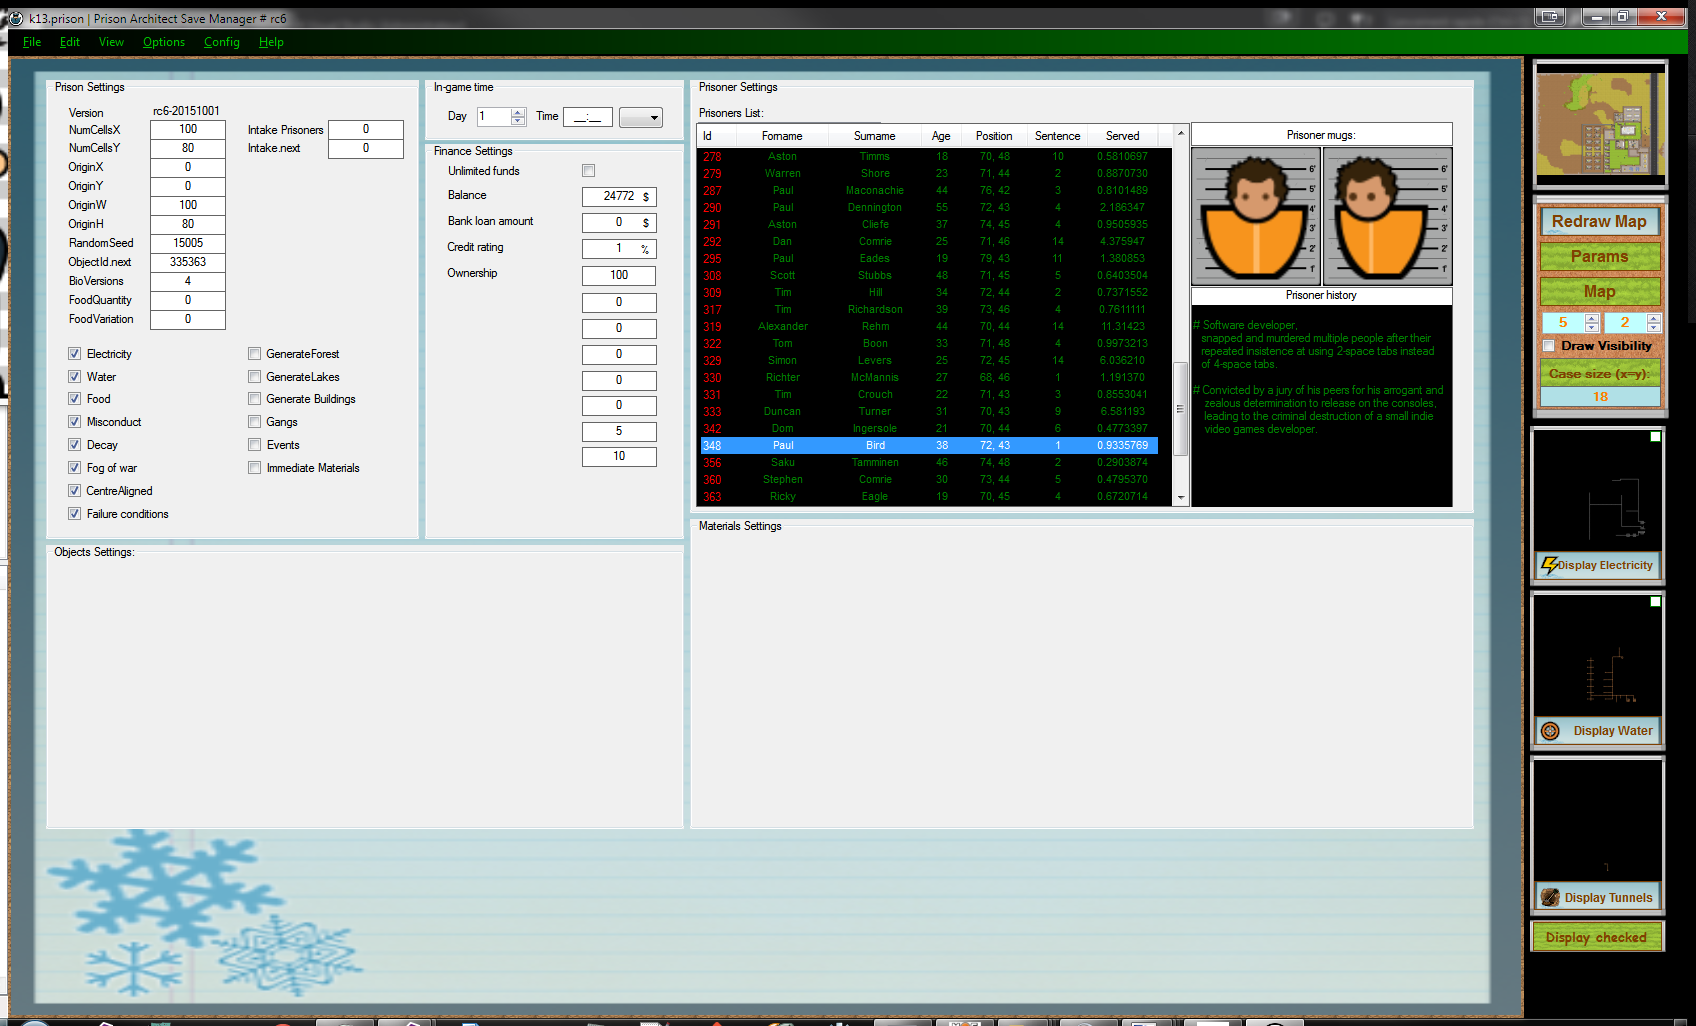 k13.prison | Prison Architect Save Manager # rc6
File Edit View Options Config Help
Prison Settings
Version rc6-20151001
NumCellsX 100 Intake Prisoners 0
NumCellsY 80 Intake.next 0
OriginX 0
OriginY 0
OriginW 100
OriginH 80
RandomSeed 15005
ObjectId.next 335363
BioVersions 4
FoodQuantity 0
FoodVariation 0
Electricity GenerateForest
Water GenerateLakes
Food Generate Buildings
Misconduct Gangs
Decay Events
Fog of war Immediate Materials
CentreAligned
Failure conditions
In-game time
Day 1 Time __:__
Finance Settings
Unlimited funds
Balance 24772 $
Bank loan amount 0 $
Credit rating 1 %
Ownership 100
0
0
0
0
0
5
10
Prisoner Settings
Prisoners List:
Id Forname Surname Age Position Sentence Served
278 Aston Timms 18 70, 48 10 0.5810697
279 Warren Shore 23 71, 44 2 0.8870730
287 Paul Maconachie 44 76, 42 3 0.8101489
290 Paul Dennington 55 72, 43 4 2.186347
291 Aston Cliefe 37 74, 45 4 0.9505935
292 Dan Comrie 25 71, 46 14 4.375947
295 Paul Eades 19 79, 43 11 1.380853
308 Scott Stubbs 48 71, 45 5 0.6403504
309 Tim Hill 34 72, 44 2 0.7371552
317 Tim Richardson 39 73, 46 4 0.7611111
319 Alexander Rehm 44 70, 44 14 11.31423
322 Tom Boon 33 71, 48 4 0.9973213
329 Simon Levers 25 72, 45 14 6.036210
330 Richter McMannis 27 68, 46 1 1.191370
331 Tim Crouch 22 71, 43 3 0.8553041
333 Duncan Turner 31 70, 43 9 6.581193
342 Dom Ingersole 21 70, 44 6 0.4773397
348 Paul Bird 38 72, 43 1 0.9335769
356 Saku Tamminen 46 74, 48 2 0.2903874
360 Stephen Comrie 30 73, 44 5 0.4795370
363 Ricky Eagle 19 70, 45 4 0.6720714
Prisoner mugs:
6' 6'
5' 5'
4' 4'
3' 3'
2' 2'
1' 1'
Prisoner history
# Software developer,
snapped and murdered multiple people after their
repeated insistence at using 2-space tabs instead
of 4-space tabs.
# Convicted by a jury of his peers for his arrogant and
zealous determination to release on the consoles,
leading to the criminal destruction of a small indie
video games developer.
Objects Settings:
Materials Settings
Redraw Map
Params
Map
5 2
Draw Visibility
Case size (x=y):
18
Display Electricity
Display Water
Display Tunnels
Display checked